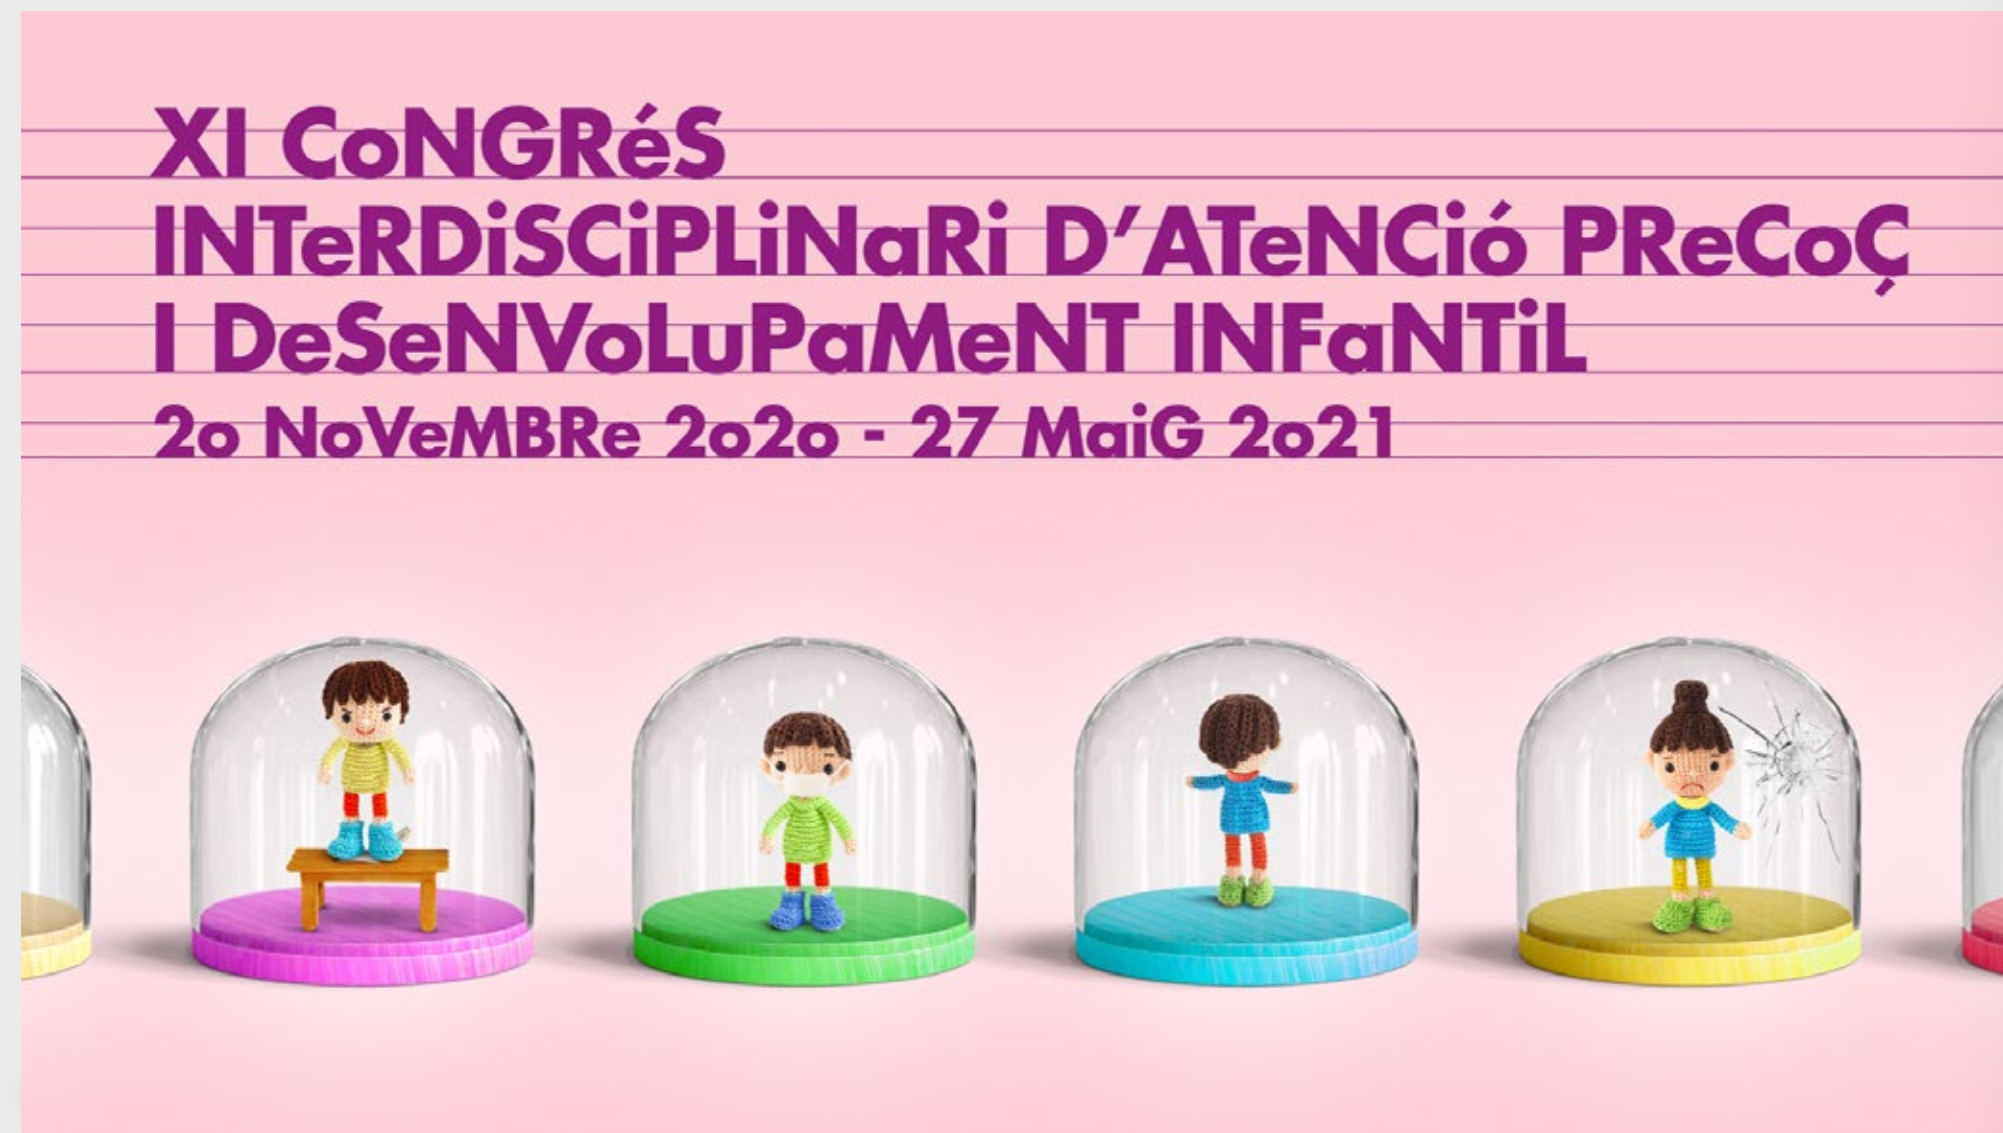 XI CoNGRéS
INTeRDiSCiPLiNaRi D'ATeNCió PReCoÇ
I DeSeNVoLuPaMeNT INFaNTiL
2o NoVeMBRe 2o2o - 27 MaiG 2o21